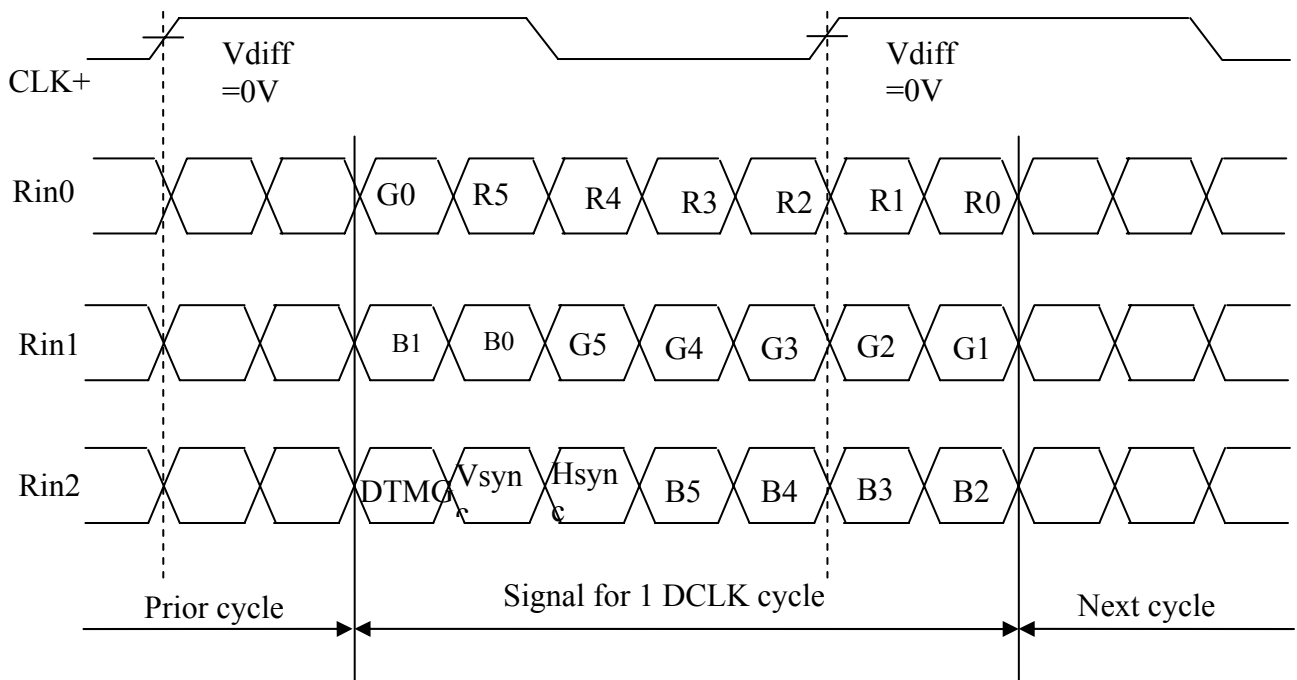 Vdiff
=0V
Vdiff
=0V
CLK+
Rin0 G0 R5 R4 R3 R2 R1 R0
Rin1 B1 B0 G5 G4 G3 G2 G1
Rin2 DTMG Vsyn Hsyn B5 B4 B3 B2
c c
Prior cycle Signal for 1 DCLK cycle Next cycle